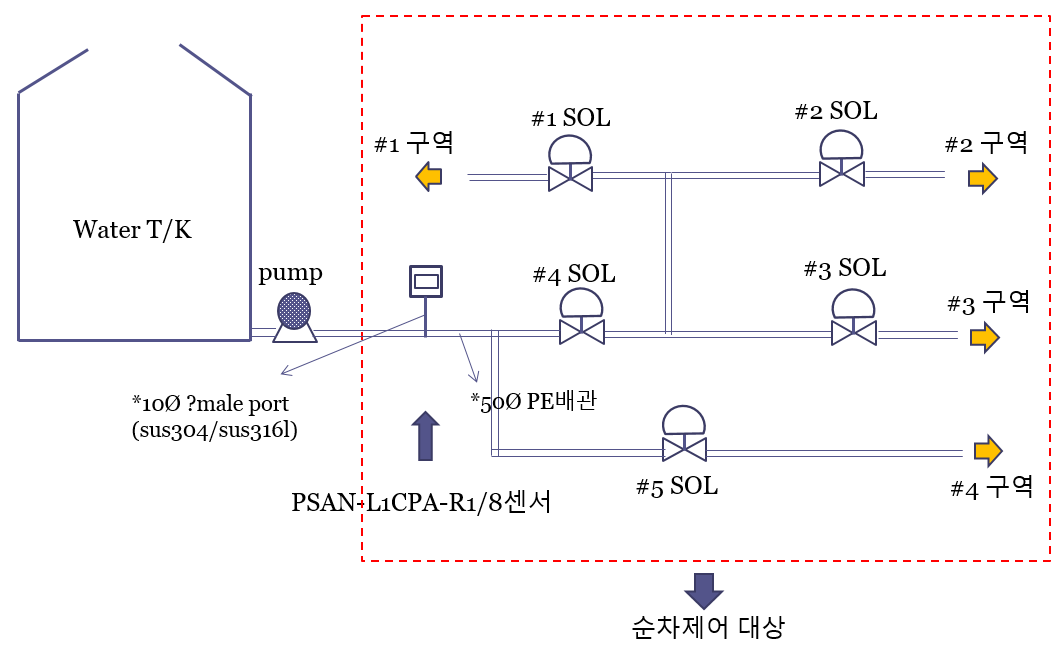 #1 SOL
#2 SOL
#1 구역
#2 구역
Water T/K
pump
#4 SOL
#3 SOL
#3 구역
*10Ø ?male port
(sus304/sus316l)
*50Ø PE배관
PSAN-L1CPA-R1/8센서
#5 SOL
#4 구역
순차제어 대상